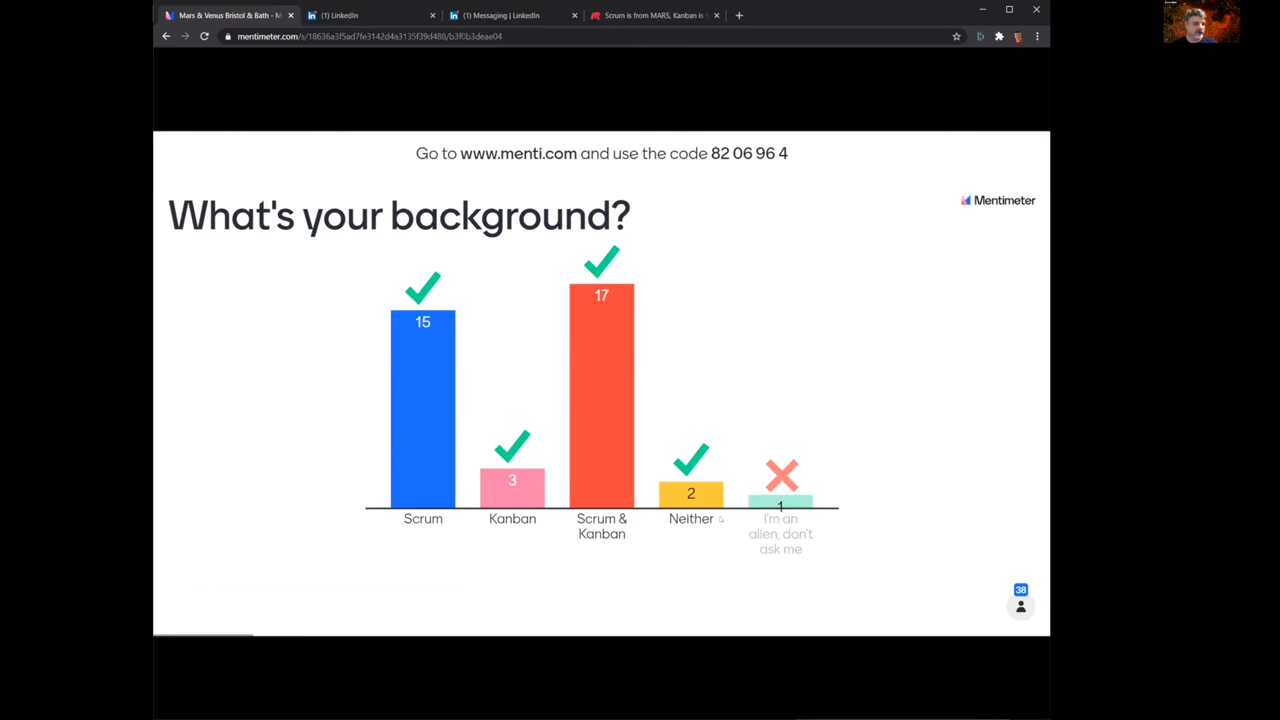 Mars & Venus Bristol & Bath - M
(1) LinkedIn
(1) Messaging | LinkedIn
Scrum is from MARS, Kanban is
mentimeter.com/s/18636a3f5ad7fe3142d4a3135f39d488/b3f0b3deae04
Go to www.menti.com and use the code 82 06 96 4
What's your background?
Mentimeter
15
3
17
2
1
Scrum
Kanban
Scrum &
Kanban
Neither
I'm an
alien, don't
ask me
38